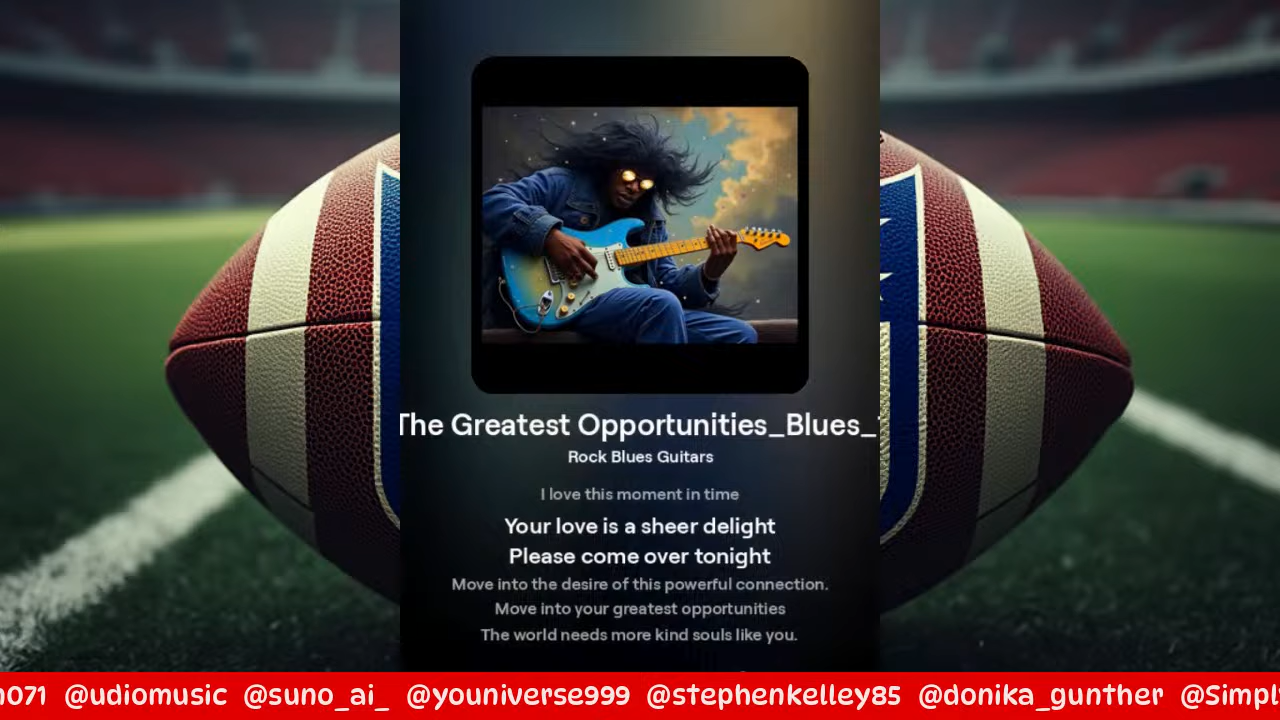 The Greatest Opportunities_Blues_
Rock Blues Guitars
I love this moment in time
Your love is a sheer delight
Please come over tonight
Move into the desire of this powerful connection.
Move into your greatest opportunities
The world needs more kind souls like you.
@udiomusic @suno_ai_ @youniverse999 @stephenkelley85 @donika_gunther